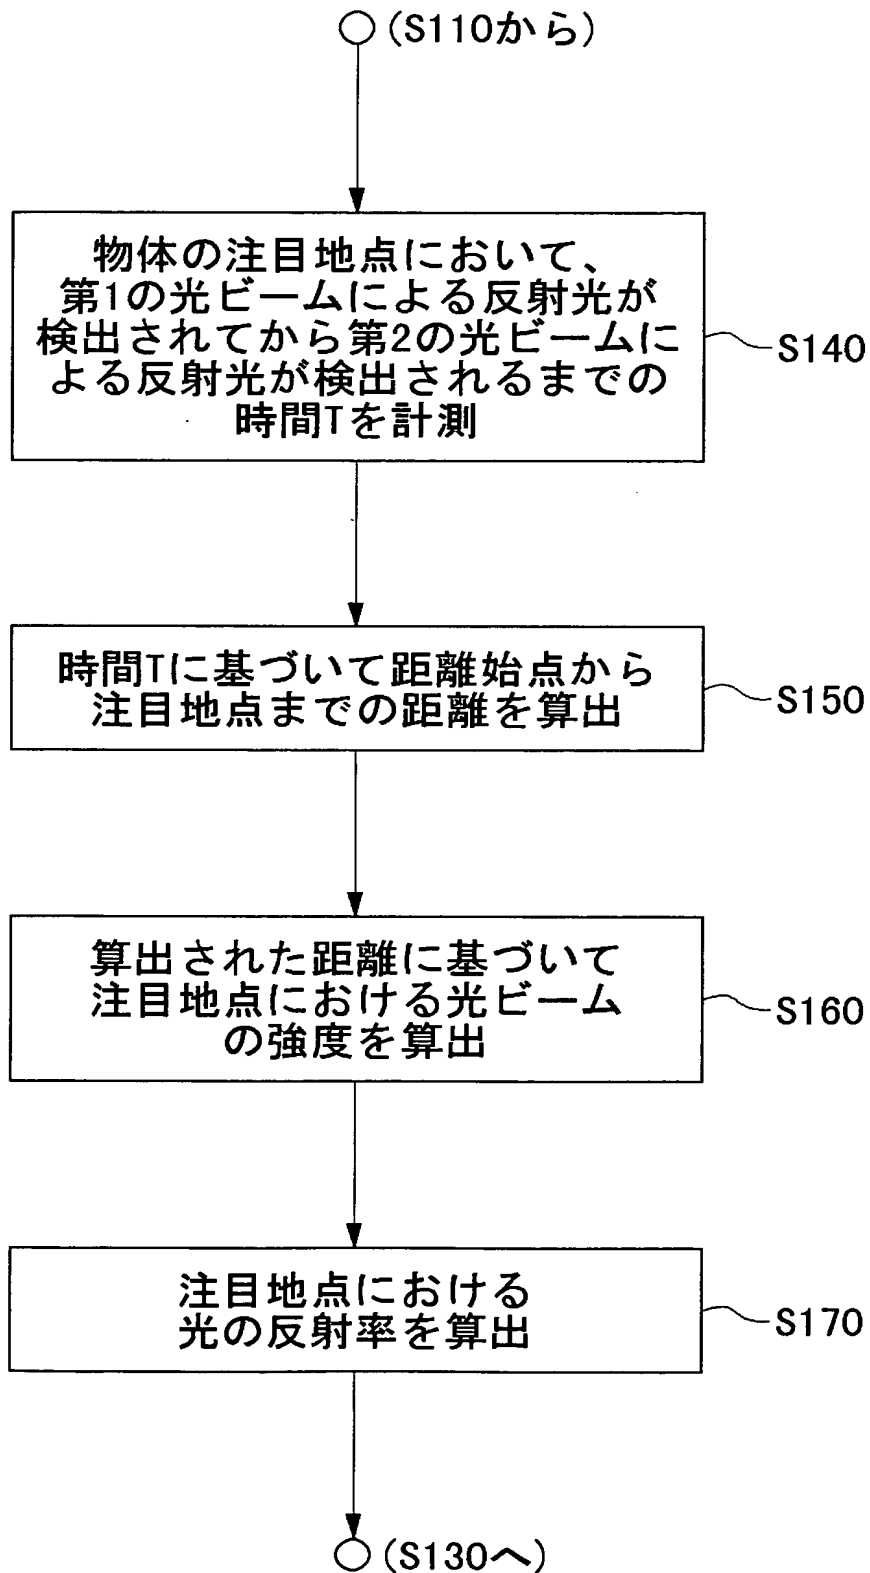 (S110から)
物体の注目地点において、
第1の光ビームによる反射光が
検出されてから第2の光ビームに
よる反射光が検出されるまでの
時間Tを計測
S140
時間Tに基づいて距離始点から
注目地点までの距離を算出
S150
算出された距離に基づいて
注目地点における光ビーム
の強度を算出
S160
注目地点における
光の反射率を算出
S170
(S130へ)